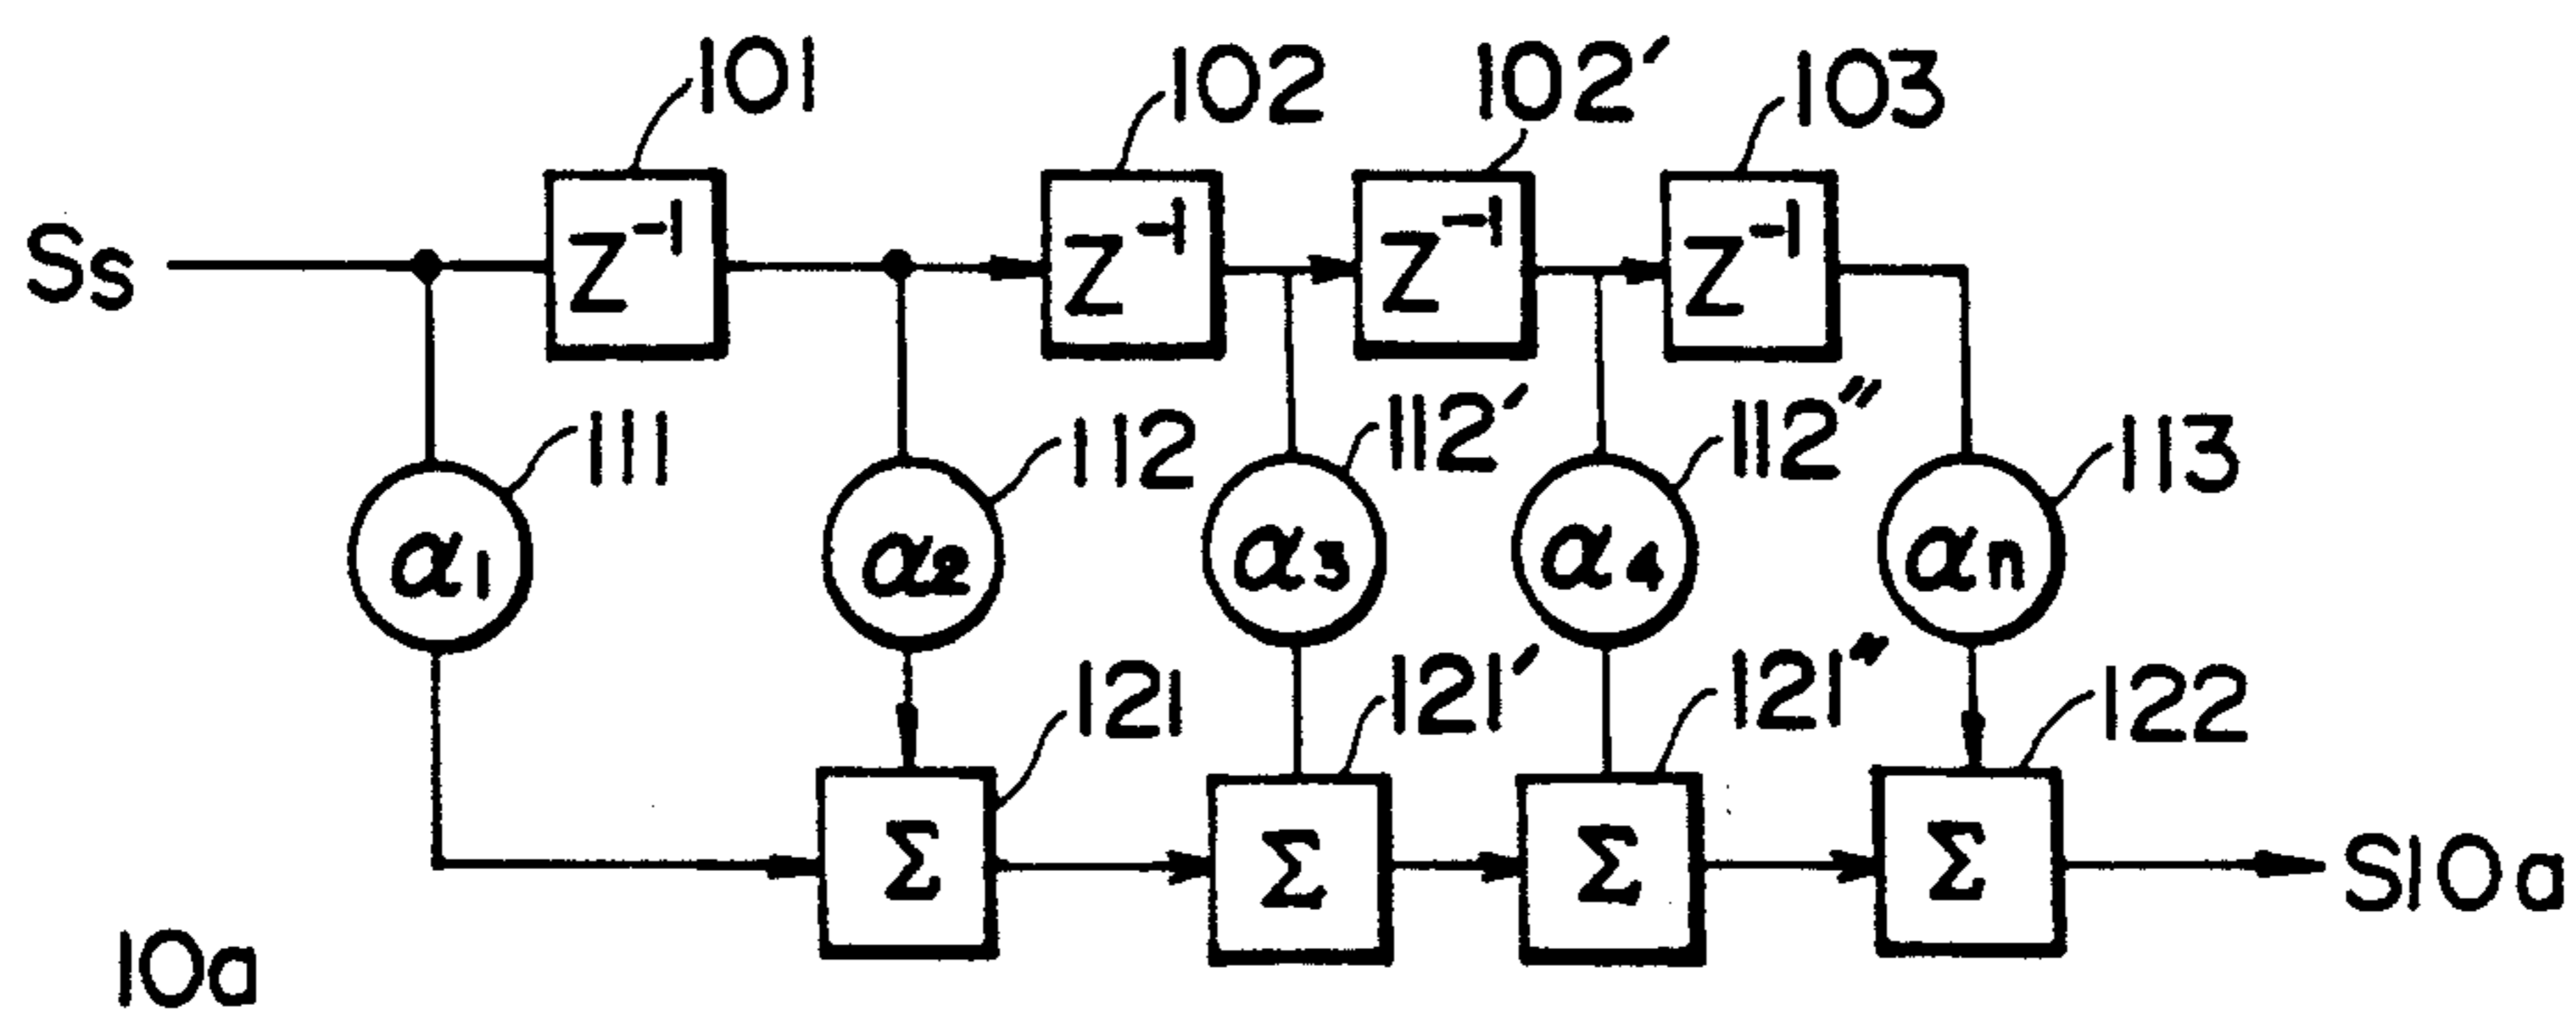 101 102 102′ 103
Ss Z⁻¹ Z⁻¹ Z⁻¹ Z⁻¹
111 112 112′ 112″ 113
α1 α2 α3 α4 αn
121 121′ 121″ 122
Σ Σ Σ Σ S10a
10a